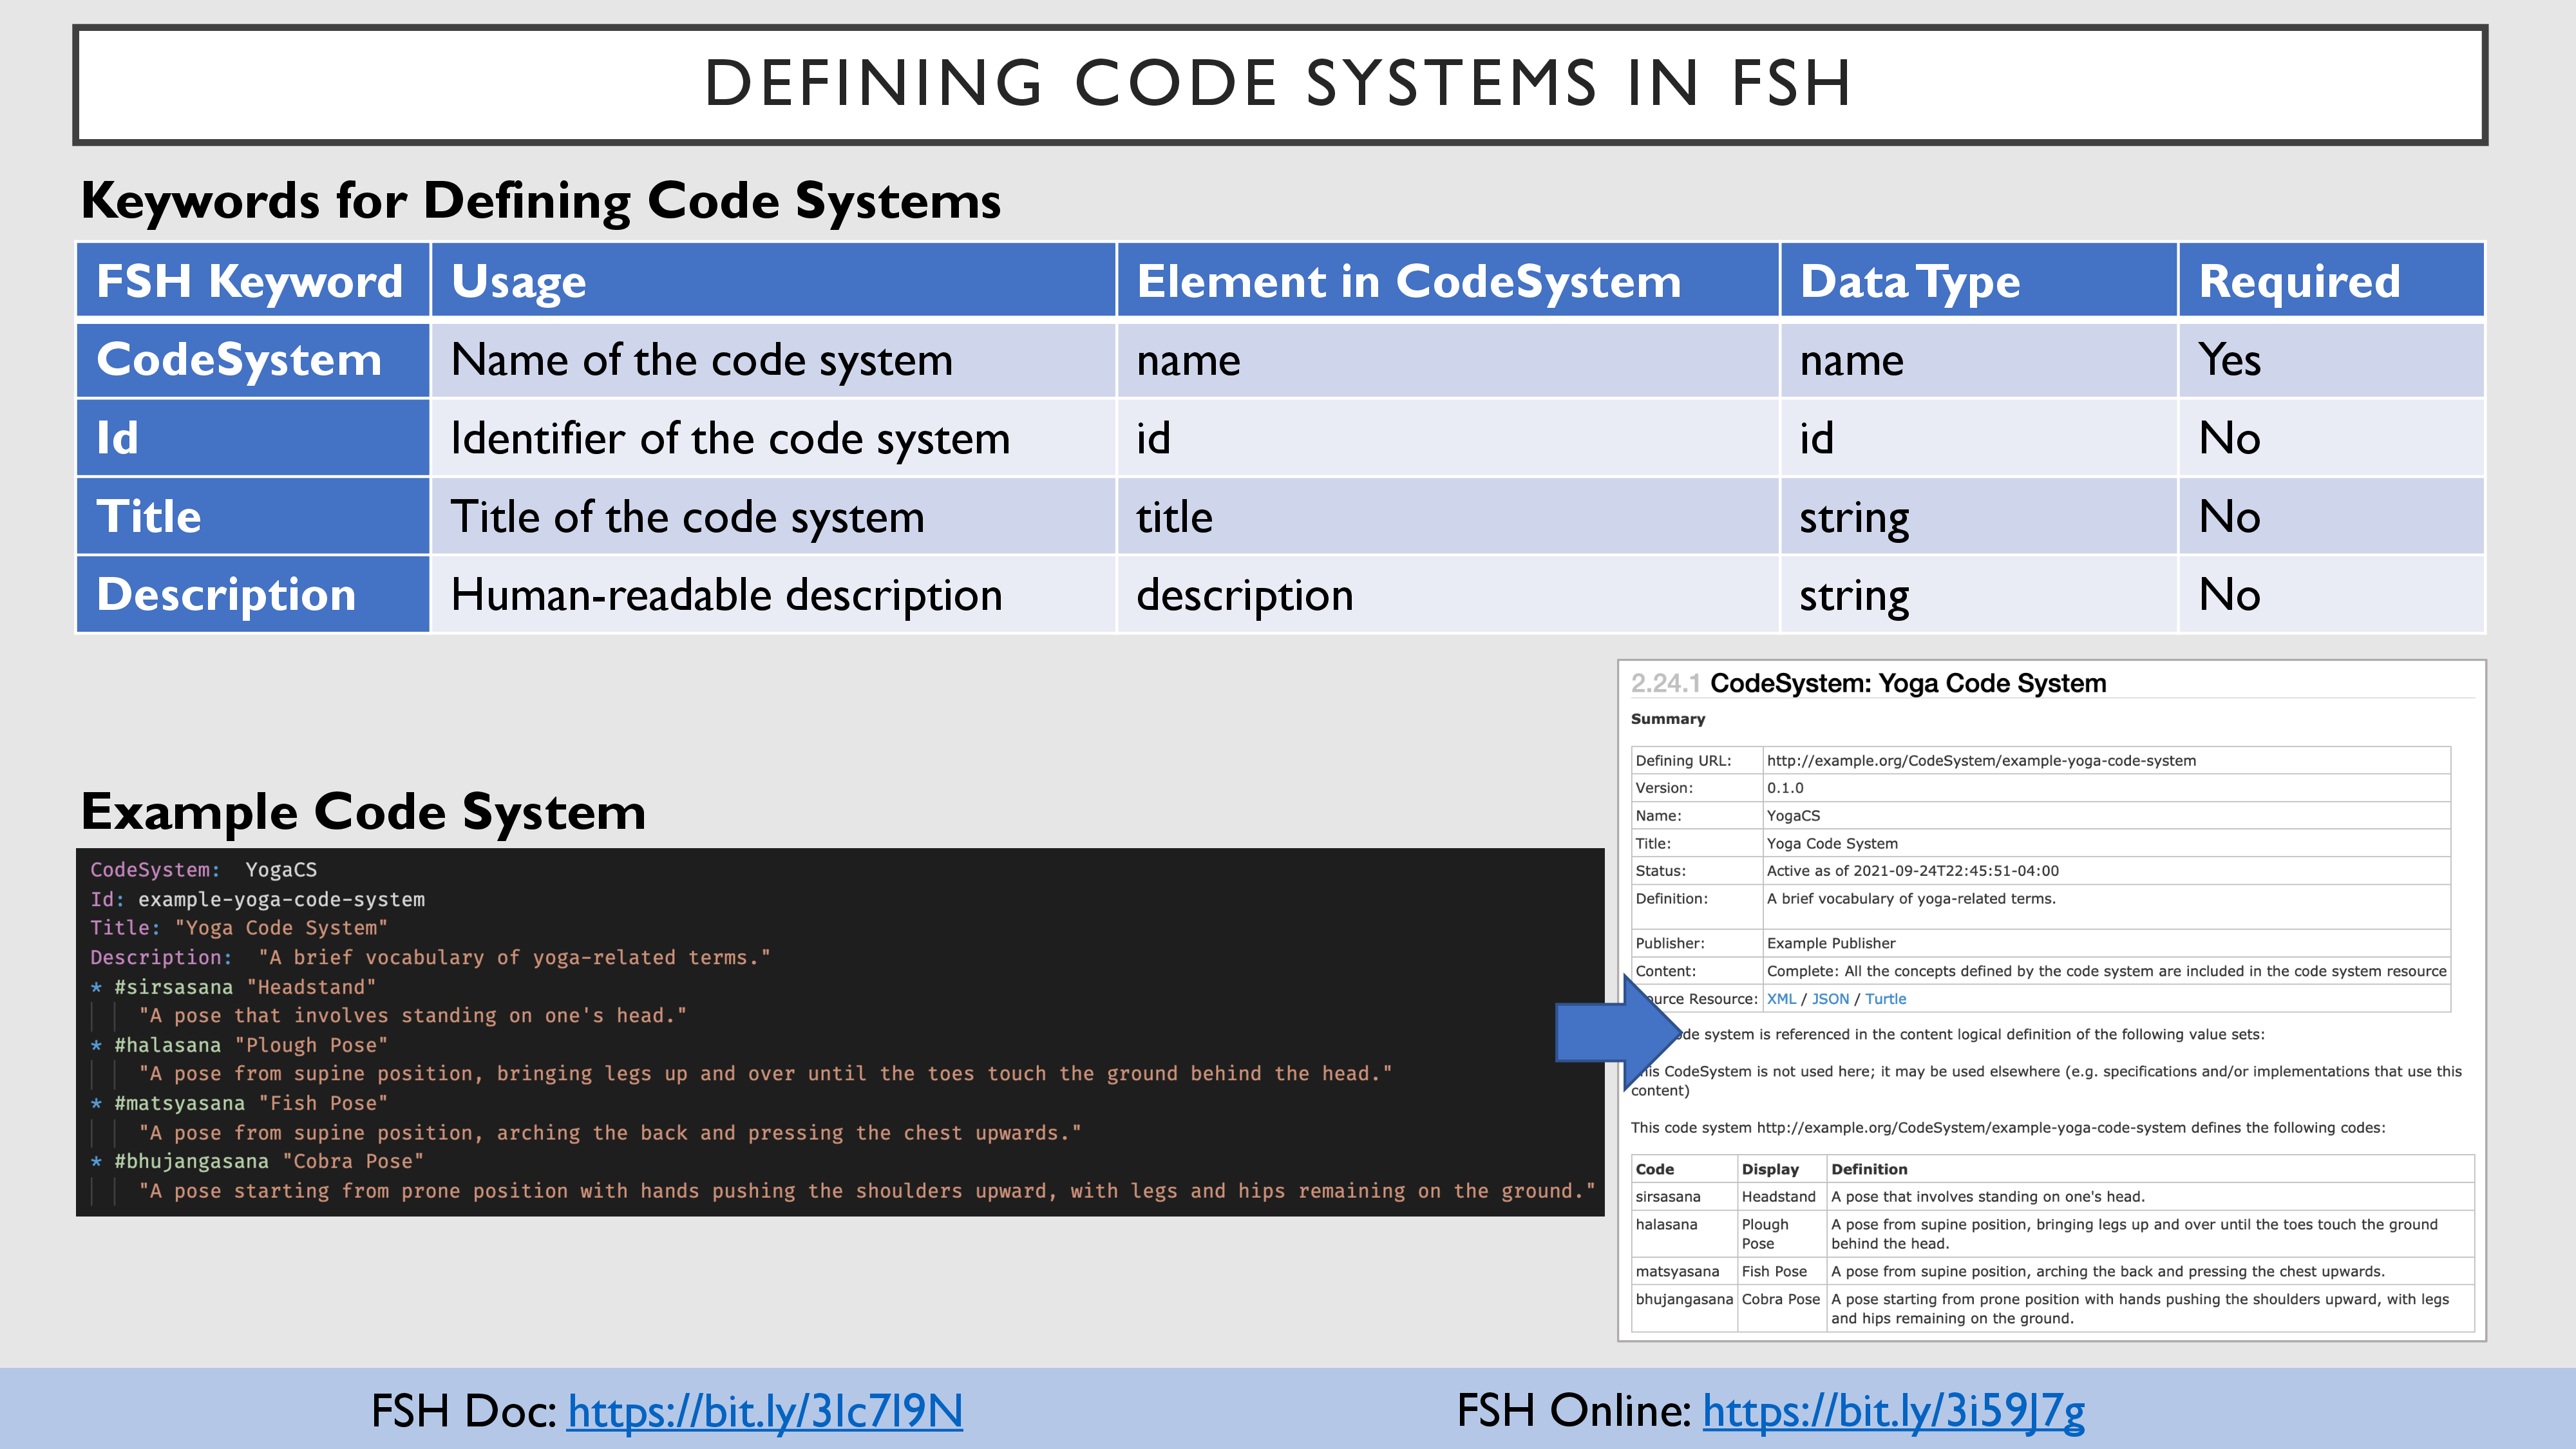 DEFINING CODE SYSTEMS IN FSH
Keywords for Defining Code Systems
FSH Keyword Usage Element in CodeSystem Data Type Required
CodeSystem Name of the code system name name Yes
Id Identifier of the code system id id No
Title Title of the code system title string No
Description Human-readable description description string No
Example Code System
CodeSystem: YogaCS
Id: example-yoga-code-system
Title: "Yoga Code System"
Description: "A brief vocabulary of yoga-related terms."
* #sirsasana "Headstand"
"A pose that involves standing on one's head."
* #halasana "Plough Pose"
"A pose from supine position, bringing legs up and over until the toes touch the ground behind the head."
* #matsyasana "Fish Pose"
"A pose from supine position, arching the back and pressing the chest upwards."
* #bhujangasana "Cobra Pose"
"A pose starting from prone position with hands pushing the shoulders upward, with legs and hips remaining on the ground."
2.24.1 CodeSystem: Yoga Code System
Summary
Defining URL: http://example.org/CodeSystem/example-yoga-code-system
Version: 0.1.0
Name: YogaCS
Title: Yoga Code System
Status: Active as of 2021-09-24T22:45:51-04:00
Definition: A brief vocabulary of yoga-related terms.
Publisher: Example Publisher
Content: Complete: All the concepts defined by the code system are included in the code system resource
Resource: XML / JSON / Turtle
system is referenced in the content logical definition of the following value sets:
CodeSystem is not used here; it may be used elsewhere (e.g. specifications and/or implementations that use this
content)
This code system http://example.org/CodeSystem/example-yoga-code-system defines the following codes:
Code Display Definition
sirsasana Headstand A pose that involves standing on one's head.
halasana Plough Pose A pose from supine position, bringing legs up and over until the toes touch the ground
behind the head.
matsyasana Fish Pose A pose from supine position, arching the back and pressing the chest upwards.
bhujangasana Cobra Pose A pose starting from prone position with hands pushing the shoulders upward, with legs
and hips remaining on the ground.
FSH Doc: https://bit.ly/3lc7l9N
FSH Online: https://bit.ly/3i59J7g